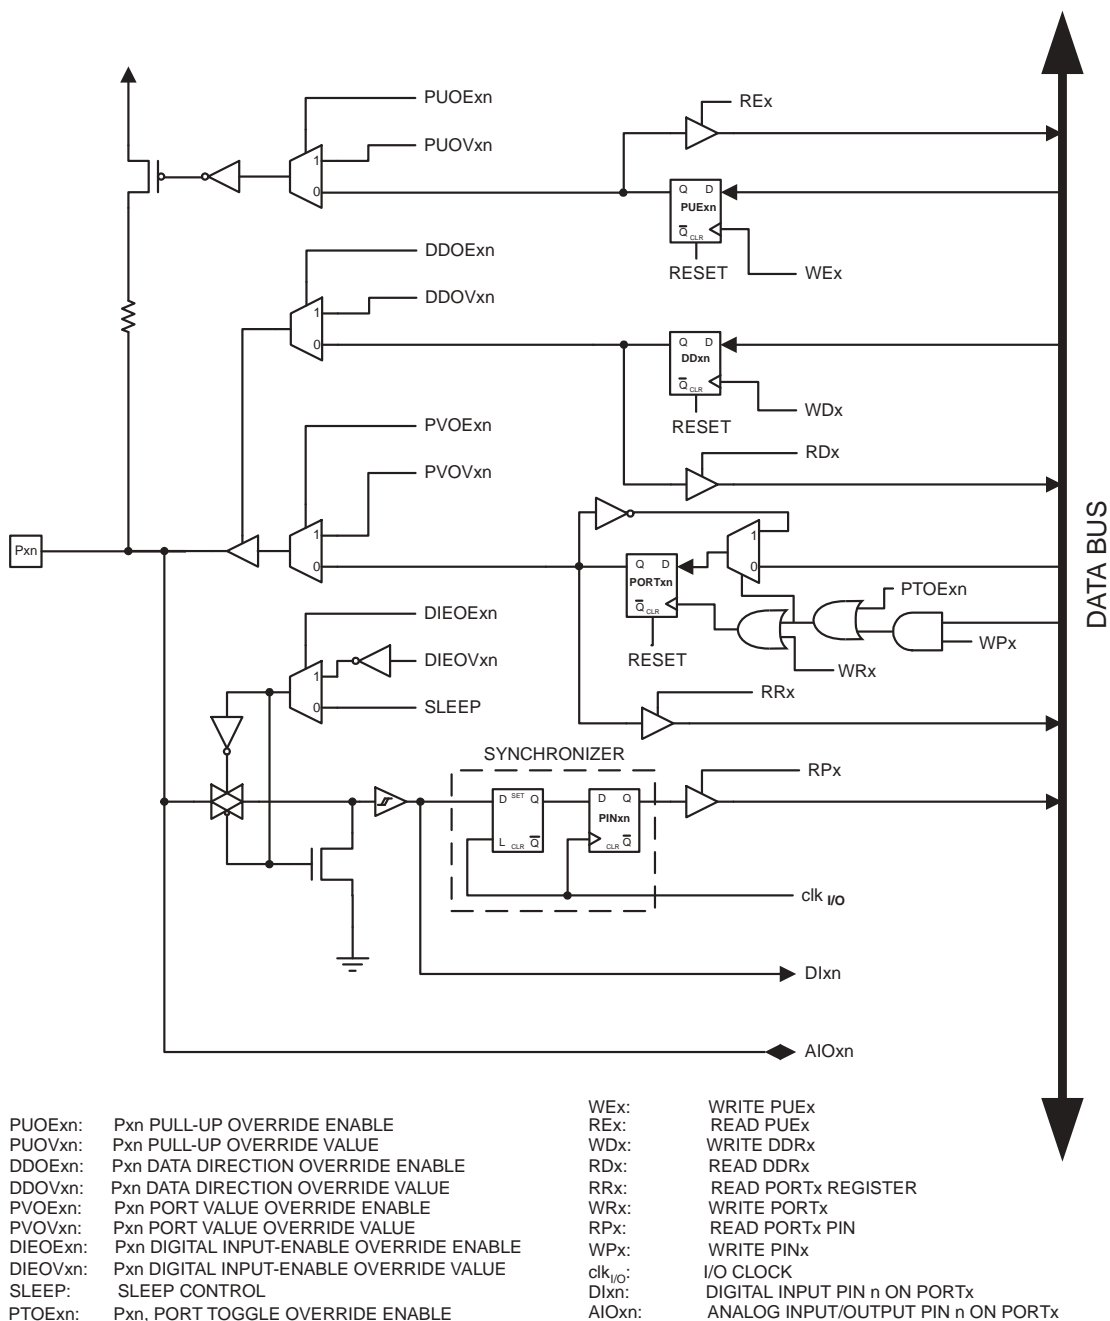 PUOExn
REx
PUOVxn
1
0
Q D
PUExn
Q CLR
RESET
WEx
DDOExn
DDOVxn
1
0
Q D
DDxn
Q CLR
WDx
RESET
PVOExn
RDx
PVOVxn
DATA BUS
Pxn
1
0
1
0
Q D
PORTxn
Q CLR
PTOExn
DIEOExn
WPx
RESET
WRx
DIEOVxn
1
0
SLEEP
RRx
SYNCHRONIZER
RPx
D SET Q
L CLR Q
D Q
PINxn
CLR Q
clk I/O
DIxn
AIOxn
PUOExn: Pxn PULL-UP OVERRIDE ENABLE
PUOVxn: Pxn PULL-UP OVERRIDE VALUE
DDOExn: Pxn DATA DIRECTION OVERRIDE ENABLE
DDOVxn: Pxn DATA DIRECTION OVERRIDE VALUE
PVOExn: Pxn PORT VALUE OVERRIDE ENABLE
PVOVxn: Pxn PORT VALUE OVERRIDE VALUE
DIEOExn: Pxn DIGITAL INPUT-ENABLE OVERRIDE ENABLE
DIEOVxn: Pxn DIGITAL INPUT-ENABLE OVERRIDE VALUE
SLEEP: SLEEP CONTROL
PTOExn: Pxn, PORT TOGGLE OVERRIDE ENABLE
WEx: WRITE PUEx
REx: READ PUEx
WDx: WRITE DDRx
RDx: READ DDRx
RRx: READ PORTx REGISTER
WRx: WRITE PORTx
RPx: READ PORTx PIN
WPx: WRITE PINx
clkI/O: I/O CLOCK
DIxn: DIGITAL INPUT PIN n ON PORTx
AIOxn: ANALOG INPUT/OUTPUT PIN n ON PORTx